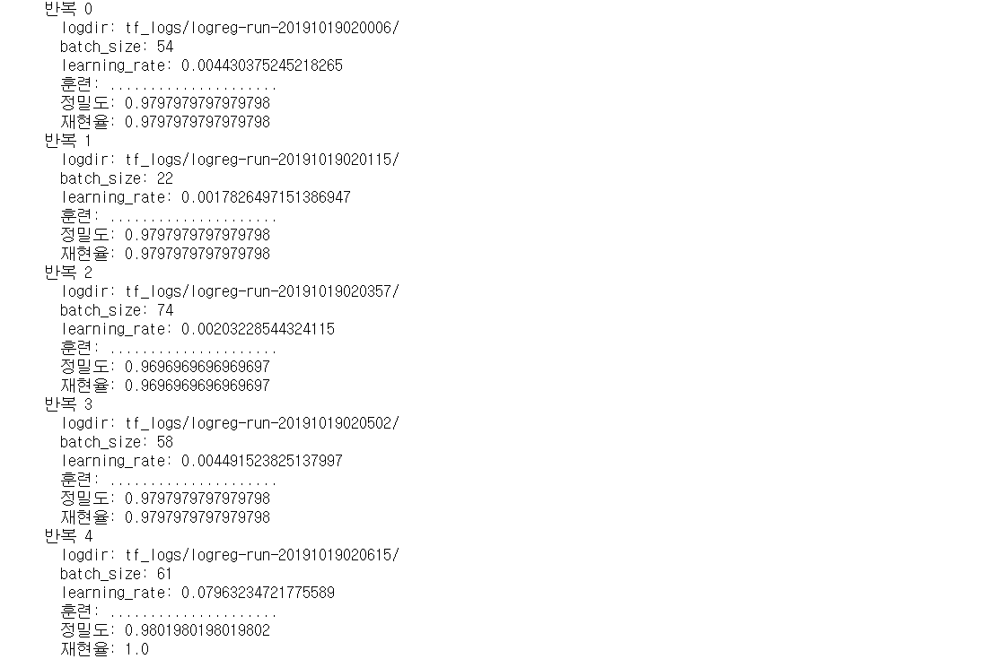 반복 0
logdir: tf_logs/logreg-run-20191019020006/
batch_size: 54
learning_rate: 0.004430375245218265
훈련: .....................
정밀도: 0.9797979797979798
재현율: 0.9797979797979798
반복 1
logdir: tf_logs/logreg-run-20191019020115/
batch_size: 22
learning_rate: 0.0017826497151386947
훈련: .....................
정밀도: 0.9797979797979798
재현율: 0.9797979797979798
반복 2
logdir: tf_logs/logreg-run-20191019020357/
batch_size: 74
learning_rate: 0.00203228544324115
훈련: .....................
정밀도: 0.9696969696969697
재현율: 0.9696969696969697
반복 3
logdir: tf_logs/logreg-run-20191019020502/
batch_size: 58
learning_rate: 0.004491523825137997
훈련: .....................
정밀도: 0.9797979797979798
재현율: 0.9797979797979798
반복 4
logdir: tf_logs/logreg-run-20191019020615/
batch_size: 61
learning_rate: 0.07963234721775589
훈련: .....................
정밀도: 0.9801980198019802
재현율: 1.0